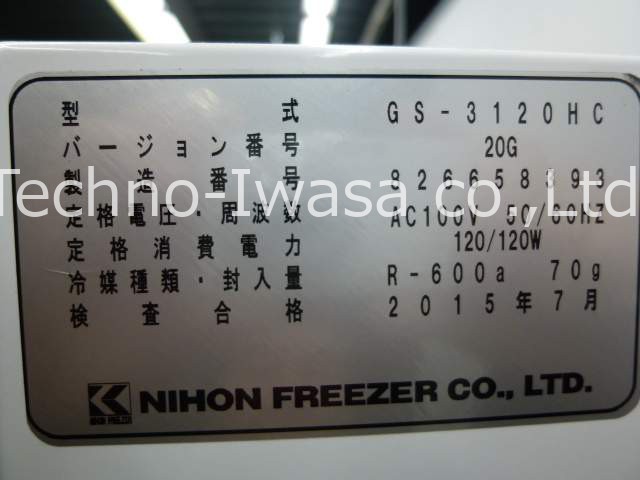 型式 GS-3120HC
バージョン番号 20G
製造番号 826658393
定格電圧・周波数 AC100V 50/60HZ
定格消費電力 120/120W
冷媒種類・封入量 R-600a 70g
検査合格 2015年7月
NIHON FREEZER CO., LTD.
Techno-Iwasa co.,Ltd